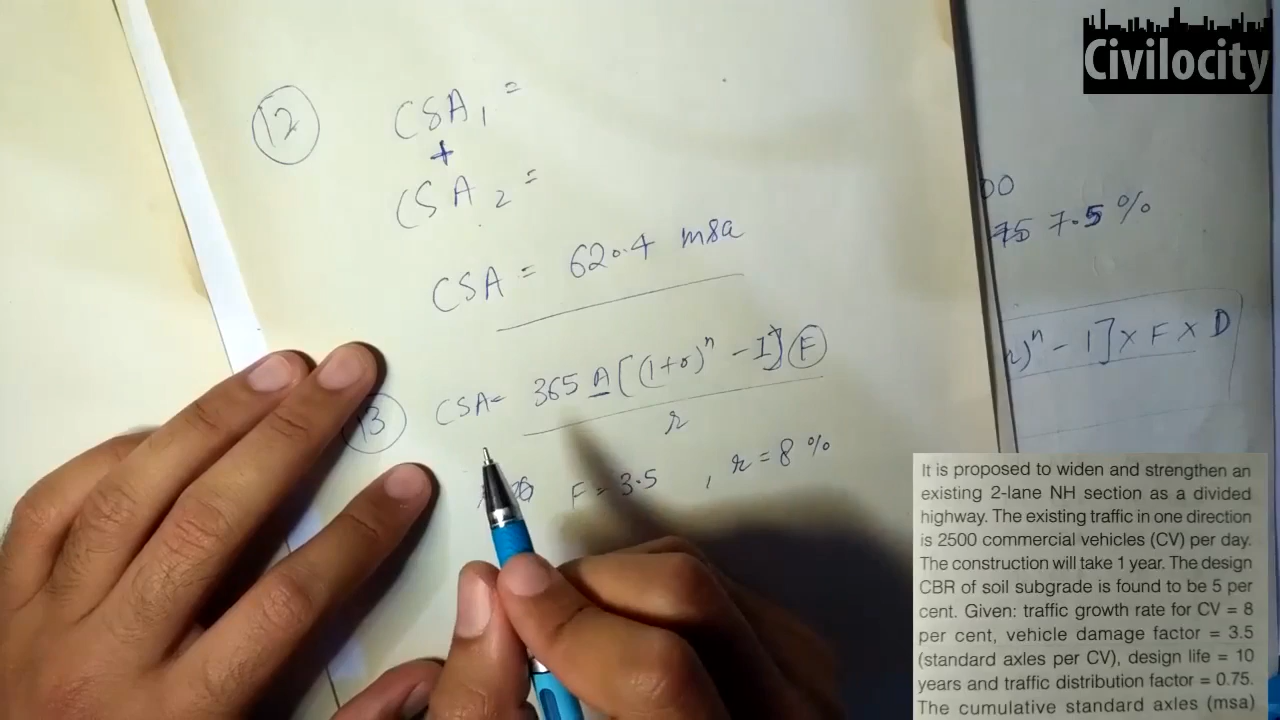 Civilocity
12 CSA1 =
+
CSA2 =
CSA = 620.4 msa
13 CSA= 365 A[(1+r)^n - 1] F
r
F = 3.5 , r = 8 %
00
75 7.5 %
r)^n - 1] x F x D
It is proposed to widen and strengthen an
existing 2-lane NH section as a divided
highway. The existing traffic in one direction
is 2500 commercial vehicles (CV) per day.
The construction will take 1 year. The design
CBR of soil subgrade is found to be 5 per
cent. Given: traffic growth rate for CV = 8
per cent, vehicle damage factor = 3.5
(standard axles per CV), design life = 10
years and traffic distribution factor = 0.75.
The cumulative standard axles (msa)